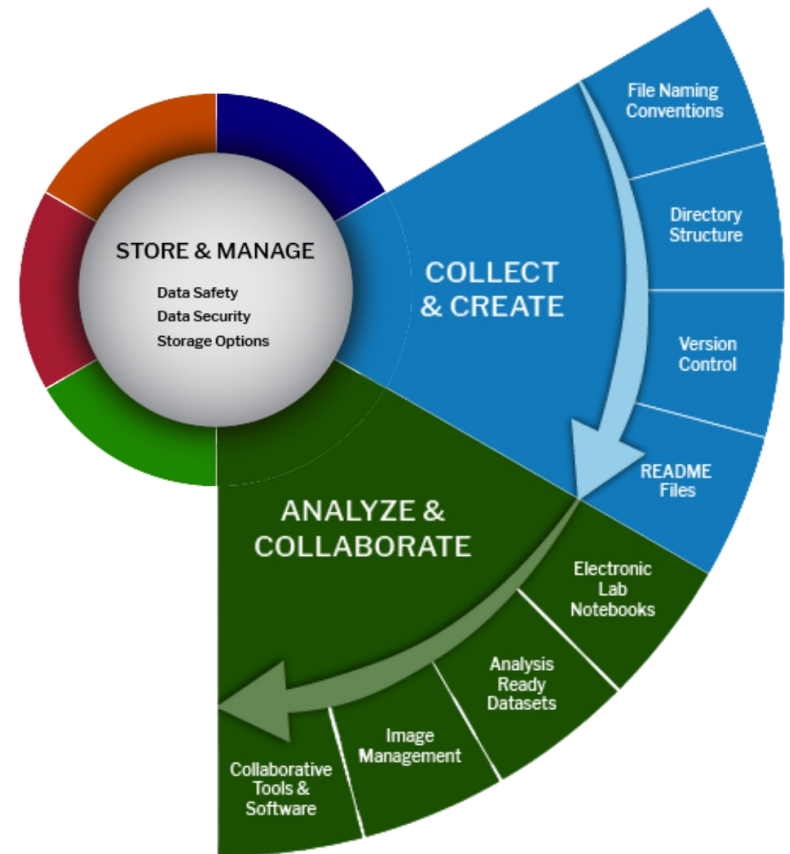 STORE & MANAGE
Data Safety
Data Security
Storage Options
COLLECT
& CREATE
File Naming
Conventions
Directory
Structure
Version
Control
README
Files
ANALYZE &
COLLABORATE
Electronic
Lab
Notebooks
Analysis
Ready
Datasets
Image
Management
Collaborative
Tools &
Software